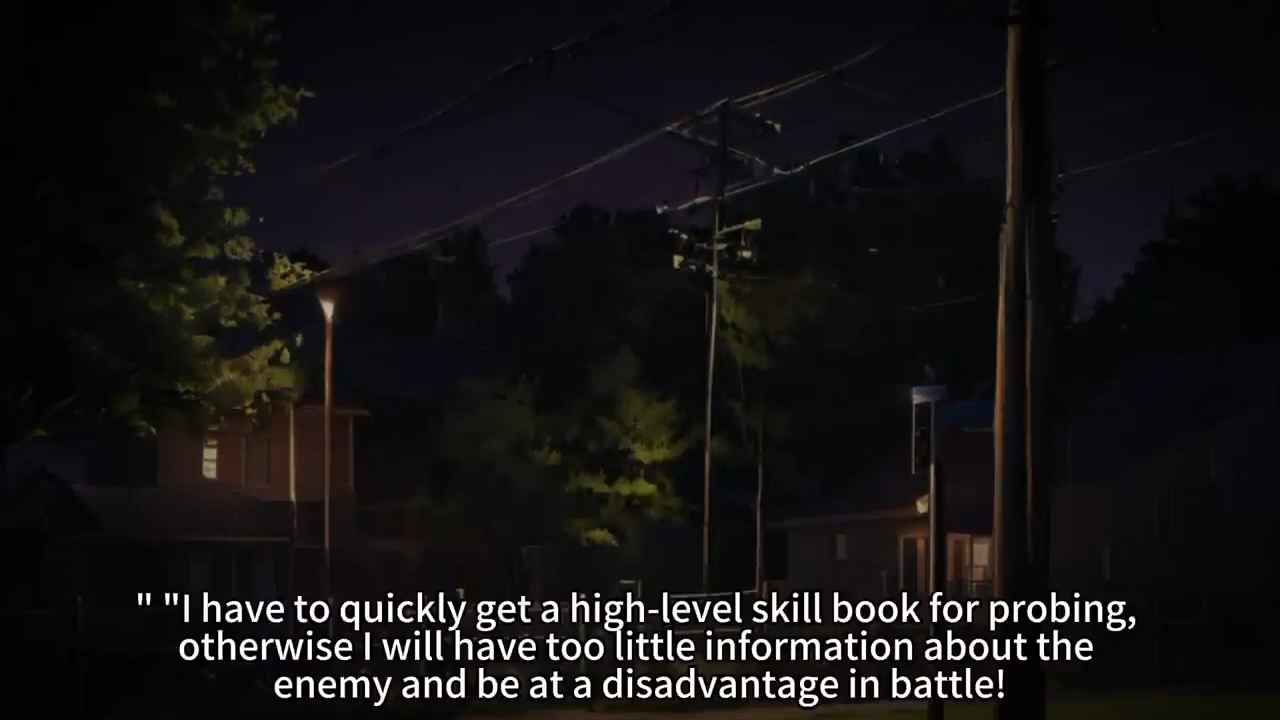 " "I have to quickly get a high-level skill book for probing,
otherwise I will have too little information about the
enemy and be at a disadvantage in battle!